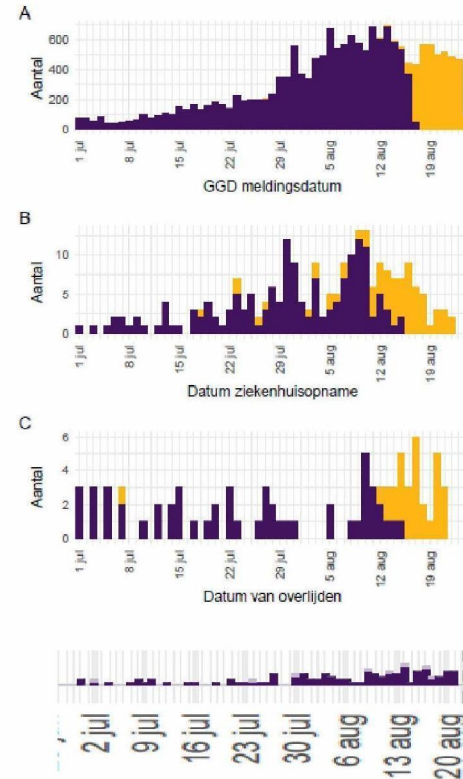 A
Aantal
600
400
200
0
1 jul
8 jul
15 jul
22 jul
29 jul
5 aug
12 aug
19 aug
GGD meldingsdatum
B
Aantal
10
5
0
1 jul
8 jul
15 jul
22 jul
29 jul
5 aug
12 aug
19 aug
Datum ziekenhuisopname
C
Aantal
6
4
2
0
1 jul
8 jul
15 jul
22 jul
29 jul
5 aug
12 aug
19 aug
Datum van overlijden
2 jul
9 jul
16 jul
23 jul
30 jul
6 aug
13 aug
20 aug